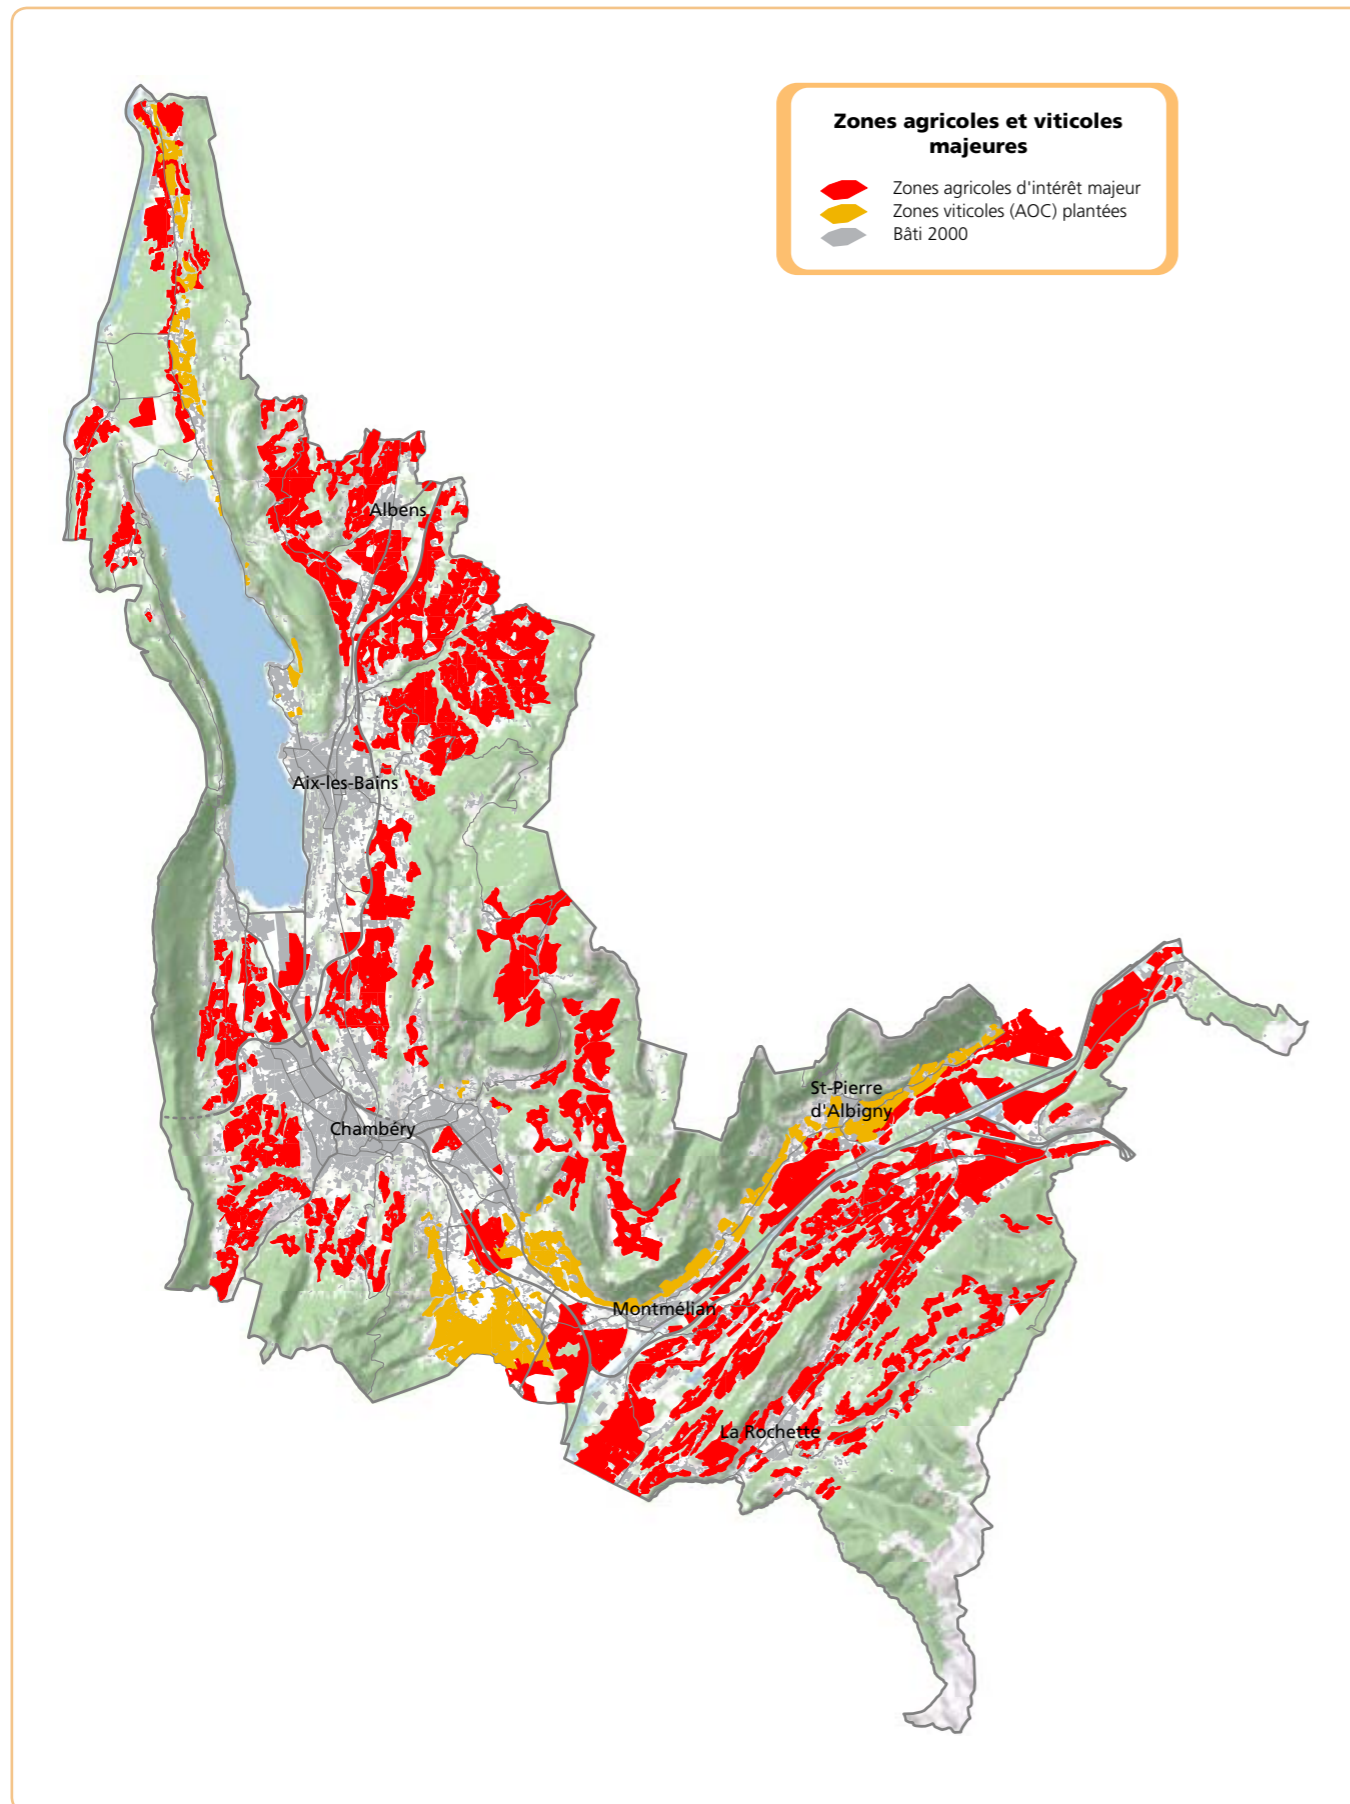 Zones agricoles et viticoles
majeures
Zones agricoles d'intérêt majeur
Zones viticoles (AOC) plantées
Bâti 2000
Albens
Aix-les-Bains
St-Pierre
d'Albigny
Chambéry
Montmélian
La Rochette